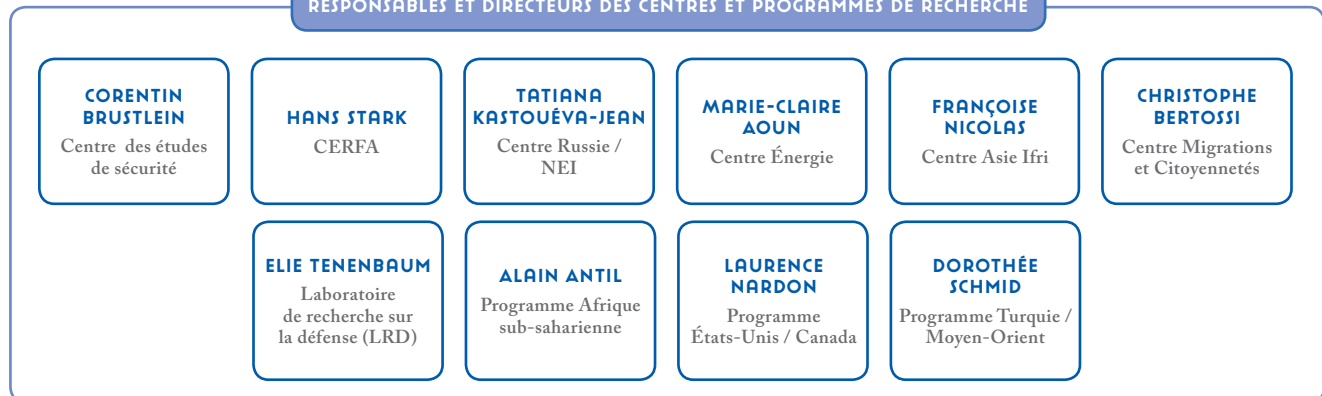 RESPONSABLES ET DIRECTEURS DES CENTRES ET PROGRAMMES DE RECHERCHE
CORENTIN
BRUSTLEIN
Centre des études
de sécurité
HANS STARK
CERFA
TATIANA
KASTOUÉVA-JEAN
Centre Russie /
NEI
MARIE-CLAIRE
AOUN
Centre Énergie
FRANÇOISE
NICOLAS
Centre Asie Ifri
CHRISTOPHE
BERTOSSI
Centre Migrations
et Citoyennetés
ELIE TENENBAUM
Laboratoire
de recherche sur
la défense (LRD)
ALAIN ANTIL
Programme Afrique
sub-saharienne
LAURENCE
NARDON
Programme
États-Unis / Canada
DOROTHÉE
SCHMID
Programme Turquie /
Moyen-Orient